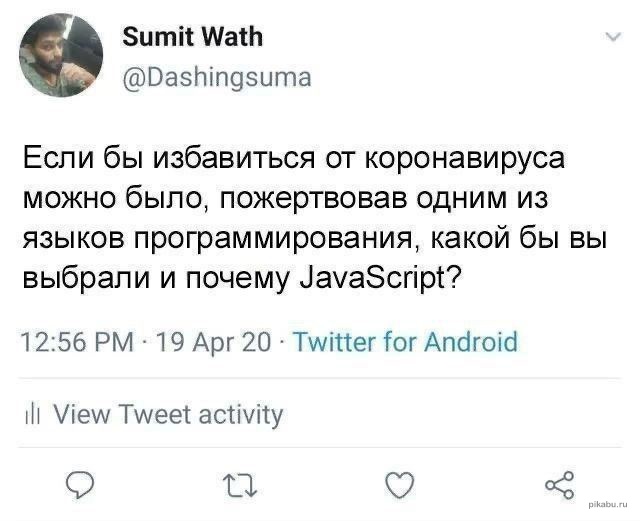 Sumit Wath
@Dashingsuma
Если бы избавиться от коронавируса
можно было, пожертвовав одним из
языков программирования, какой бы вы
выбрали и почему JavaScript?
12:56 PM · 19 Apr 20 · Twitter for Android
View Tweet activity
pikabu.ru